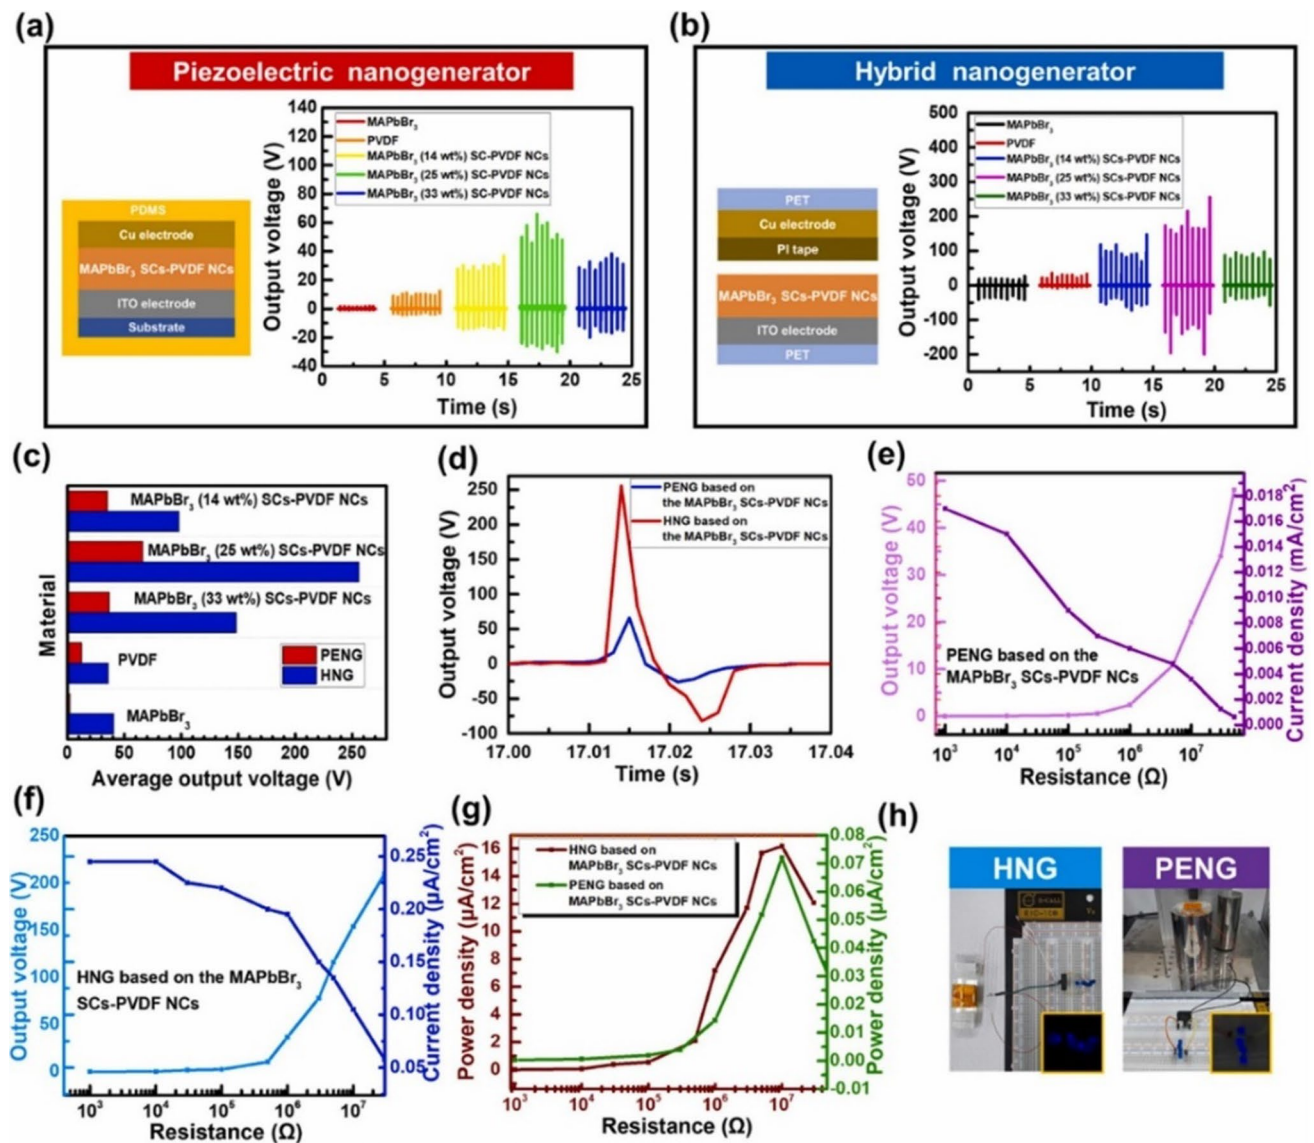 (a)
Piezoelectric nanogenerator
PDMS
Cu electrode
MAPbBr₃ SCs-PVDF NCs
ITO electrode
Substrate
Output voltage (V)
140
120
100
80
60
40
20
0
-20
-40
MAPbBr₃
PVDF
MAPbBr₃ (14 wt%) SC-PVDF NCs
MAPbBr₃ (25 wt%) SC-PVDF NCs
MAPbBr₃ (33 wt%) SC-PVDF NCs
0 5 10 15 20 25
Time (s)
(b)
Hybrid nanogenerator
PET
Cu electrode
PI tape
MAPbBr₃ SCs-PVDF NCs
ITO electrode
PET
Output voltage (V)
500
400
300
200
100
0
-100
-200
MAPbBr₃
PVDF
MAPbBr₃ (14 wt%) SCs-PVDF NCs
MAPbBr₃ (25 wt%) SCs-PVDF NCs
MAPbBr₃ (33 wt%) SCs-PVDF NCs
0 5 10 15 20 25
Time (s)
(c)
Material
MAPbBr₃ (14 wt%) SCs-PVDF NCs
MAPbBr₃ (25 wt%) SCs-PVDF NCs
MAPbBr₃ (33 wt%) SCs-PVDF NCs
PVDF
MAPbBr₃
PENG
HNG
0 50 100 150 200 250
Average output voltage (V)
(d)
Output voltage (V)
250
200
150
100
50
0
-50
-100
PENG based on
the MAPbBr₃ SCs-PVDF NCs
HNG based on
the MAPbBr₃ SCs-PVDF NCs
17.00 17.01 17.02 17.03 17.04
Time (s)
(e)
Output voltage (V)
50
40
30
20
10
0
PENG based on the
MAPbBr₃ SCs-PVDF NCs
0.018
0.016
0.014
0.012
0.010
0.008
0.006
0.004
0.002
0.000
Current density (mA/cm²)
10³ 10⁴ 10⁵ 10⁶ 10⁷
Resistance (Ω)
(f)
Output voltage (V)
250
200
150
100
50
0
HNG based on the MAPbBr₃
SCs-PVDF NCs
0.25
0.20
0.15
0.10
0.05
Current density (µA/cm²)
10³ 10⁴ 10⁵ 10⁶ 10⁷
Resistance (Ω)
(g)
Power density (µA/cm²)
16
14
12
10
8
6
4
2
0
HNG based on
MAPbBr₃ SCs-PVDF NCs
PENG based on
MAPbBr₃ SCs-PVDF NCs
0.08
0.07
0.06
0.05
0.04
0.03
0.02
0.01
0.00
-0.01
Power density (µA/cm²)
10³ 10⁴ 10⁵ 10⁶ 10⁷
Resistance (Ω)
(h)
HNG
PENG